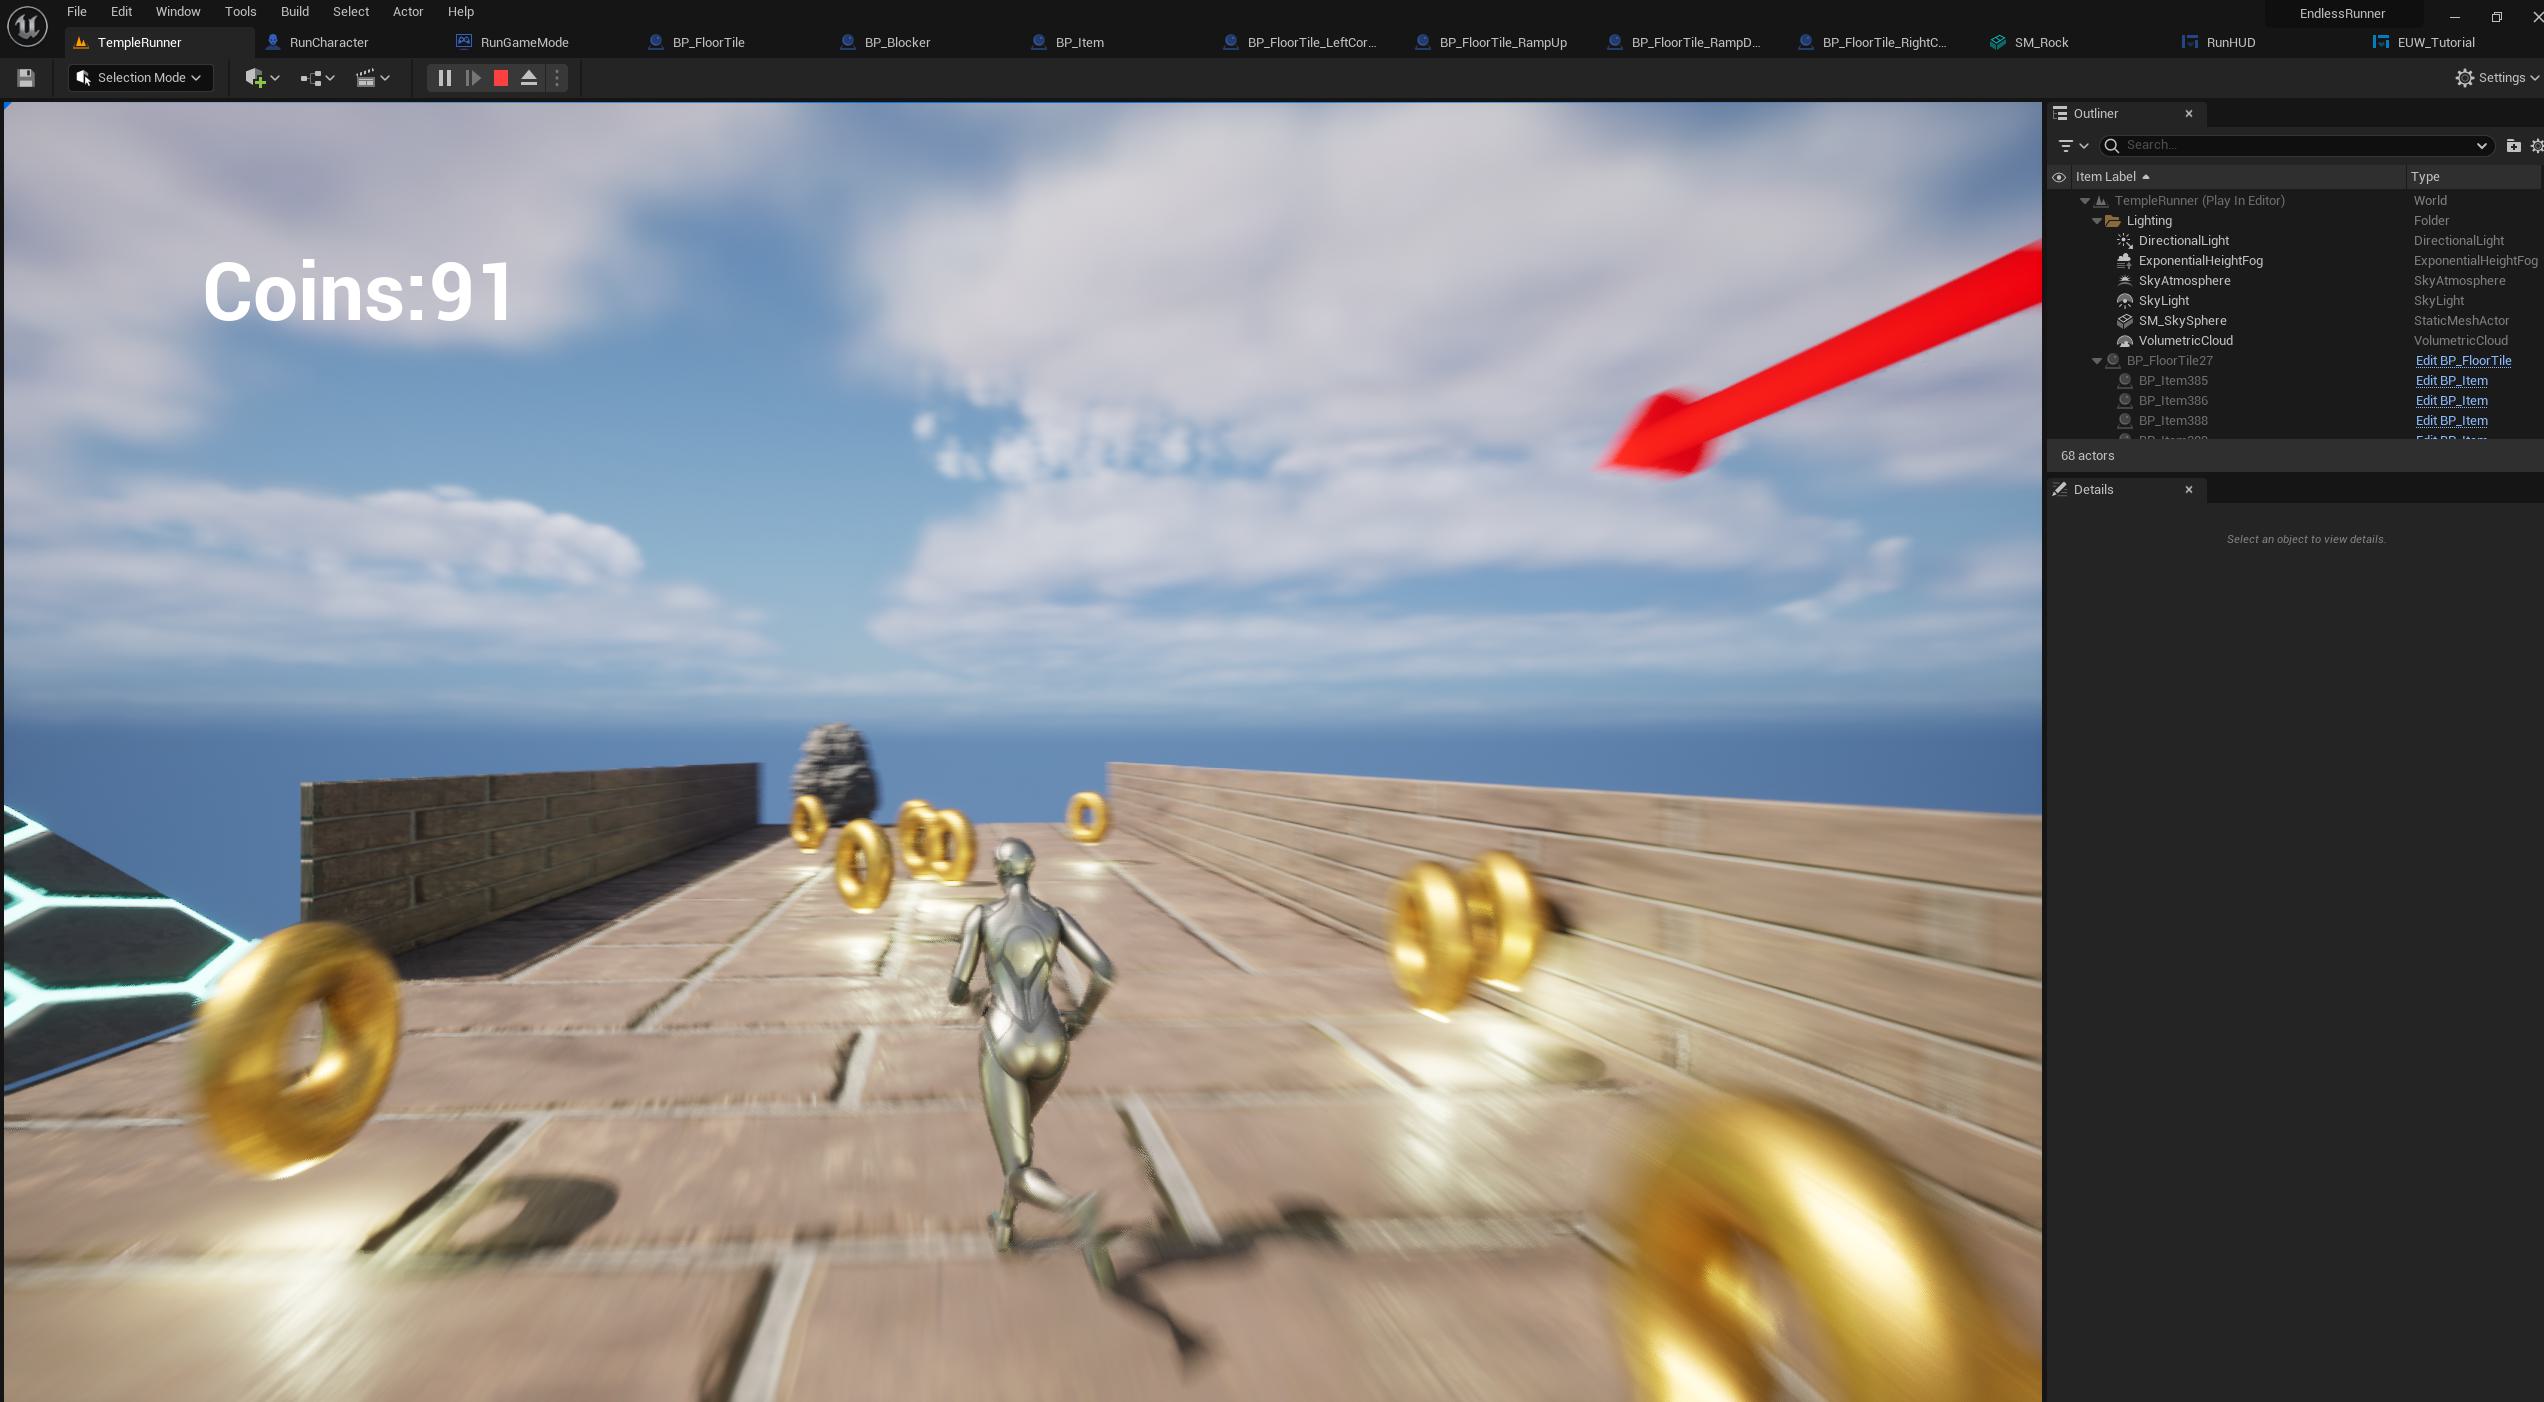 File Edit Window Tools Build Select Actor Help
EndlessRunner
TempleRunner RunCharacter RunGameMode BP_FloorTile BP_Blocker BP_Item BP_FloorTile_LeftCor... BP_FloorTile_RampUp BP_FloorTile_RampD... BP_FloorTile_RightC... SM_Rock RunHUD EUW_Tutorial
Selection Mode
Settings
Outliner
Search...
Item Label Type
TempleRunner (Play In Editor) World
Lighting Folder
DirectionalLight DirectionalLight
ExponentialHeightFog ExponentialHeightFog
SkyAtmosphere SkyAtmosphere
SkyLight SkyLight
SM_SkySphere StaticMeshActor
VolumetricCloud VolumetricCloud
BP_FloorTile27 Edit BP_FloorTile
BP_Item385 Edit BP_Item
BP_Item386 Edit BP_Item
BP_Item388 Edit BP_Item
68 actors
Details
Select an object to view details.
Coins:91